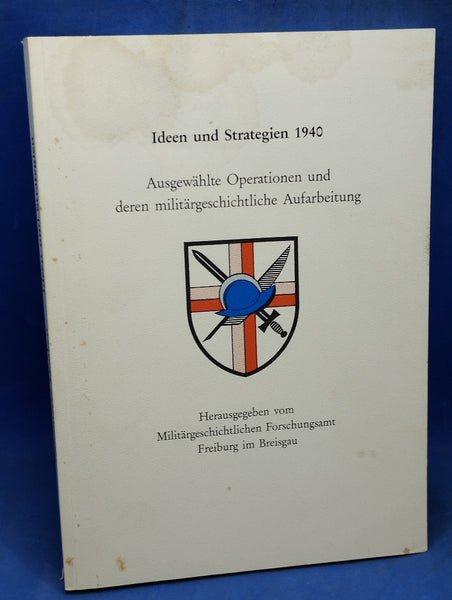 Ideen und Strategien 1940
Ausgewählte Operationen und
deren militärgeschichtliche Aufarbeitung
Herausgegeben vom
Militärgeschichtlichen Forschungsamt
Freiburg im Breisgau